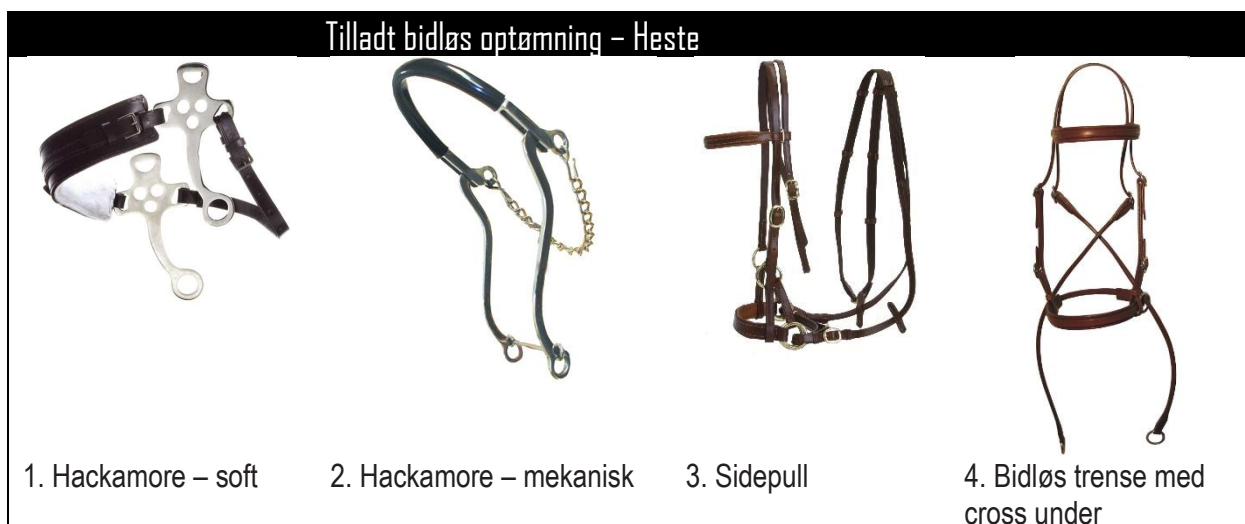 Tilladt bidløs optømning – Heste
1. Hackamore – soft
2. Hackamore – mekanisk
3. Sidepull
4. Bidløs trense med
cross under